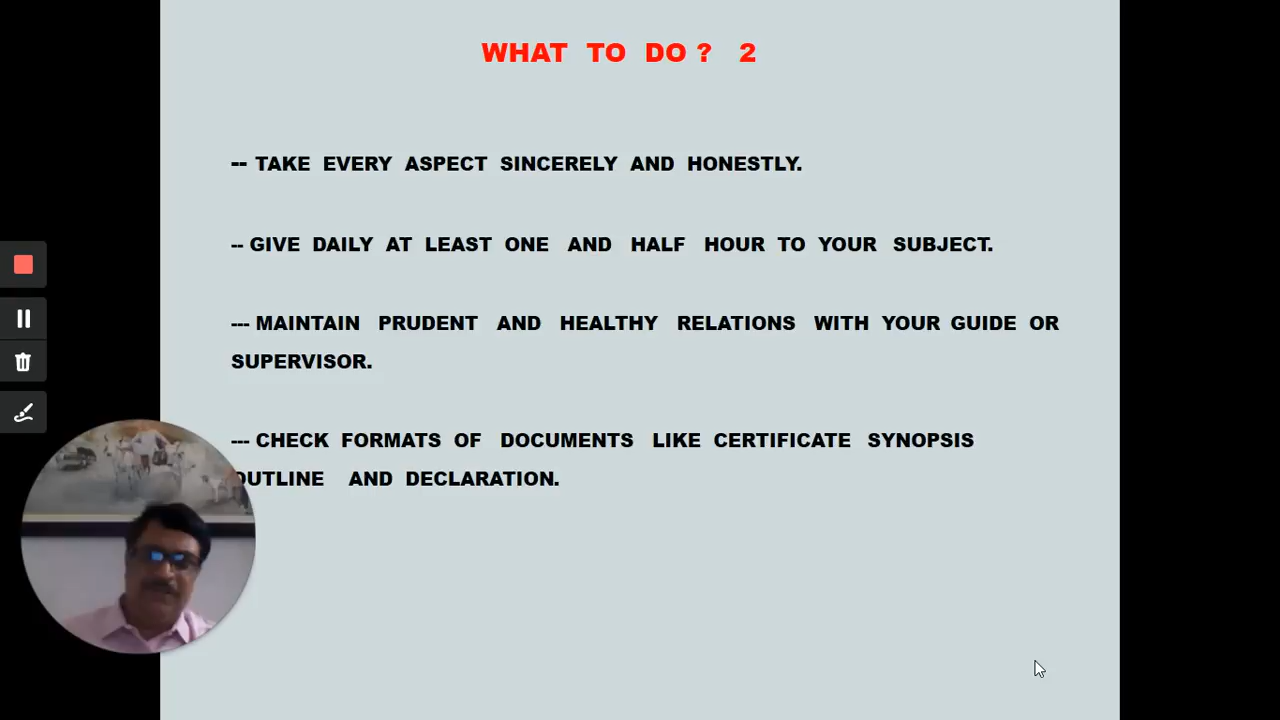 WHAT TO DO ? 2
-- TAKE EVERY ASPECT SINCERELY AND HONESTLY.
-- GIVE DAILY AT LEAST ONE AND HALF HOUR TO YOUR SUBJECT.
--- MAINTAIN PRUDENT AND HEALTHY RELATIONS WITH YOUR GUIDE OR
SUPERVISOR.
--- CHECK FORMATS OF DOCUMENTS LIKE CERTIFICATE SYNOPSIS
OUTLINE AND DECLARATION.